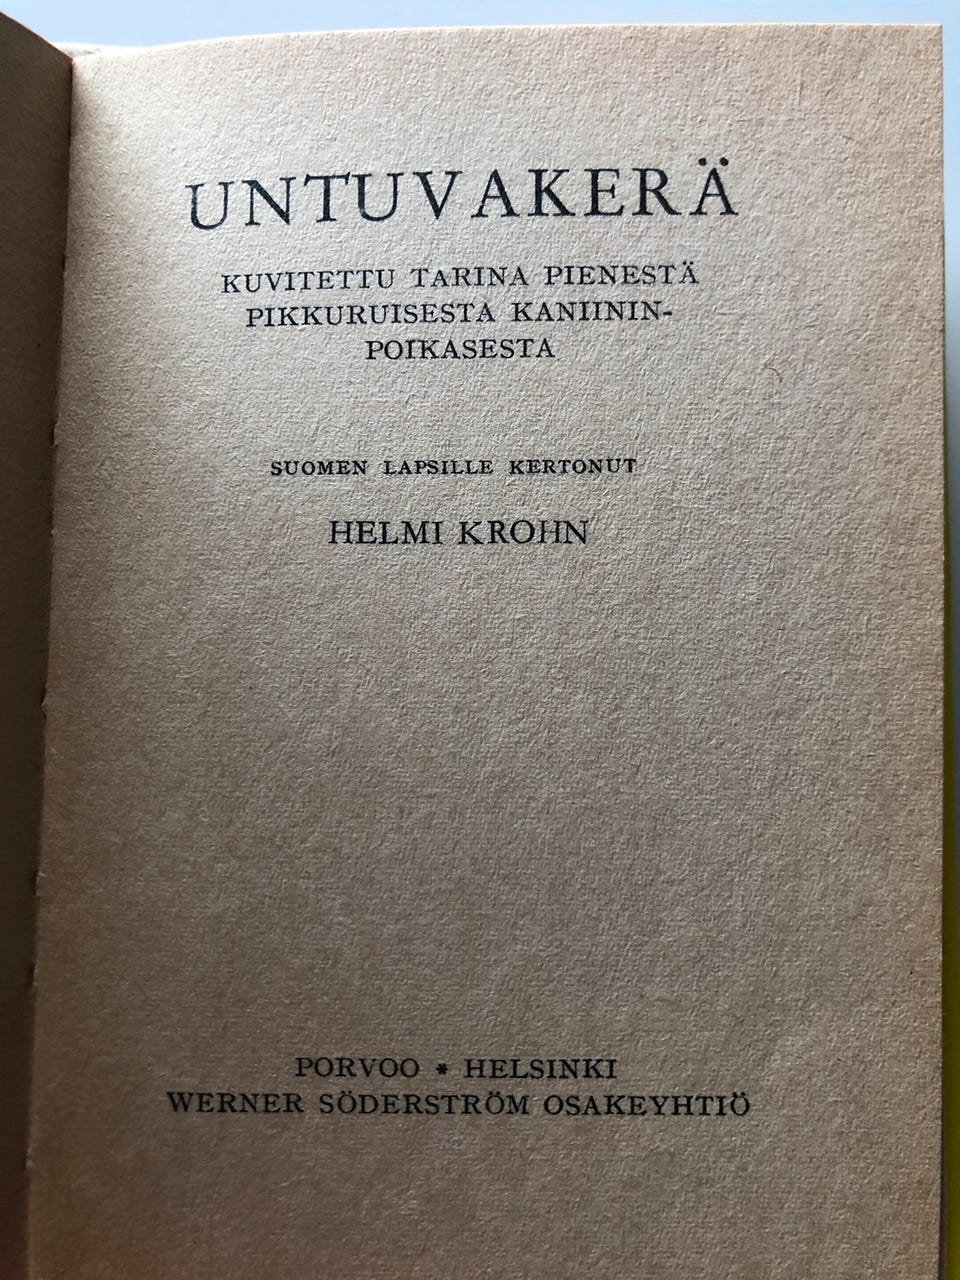 UNTUVAKERÄ
KUVITETTU TARINA PIENESTÄ
PIKKURUISESTA KANIININ-
POIKASESTA
SUOMEN LAPSILLE KERTONUT
HELMI KROHN
PORVOO * HELSINKI
WERNER SÖDERSTRÖM OSAKEYHTIÖ